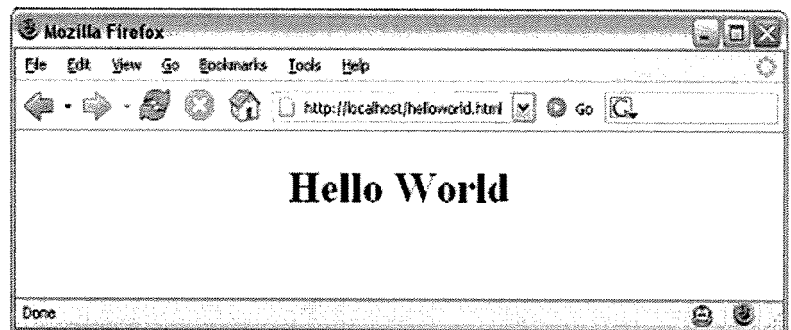 Mozilla Firefox
File Edit View Go Bookmarks Tools Help
http://localhost/helloworld.html Go G
Hello World
Done